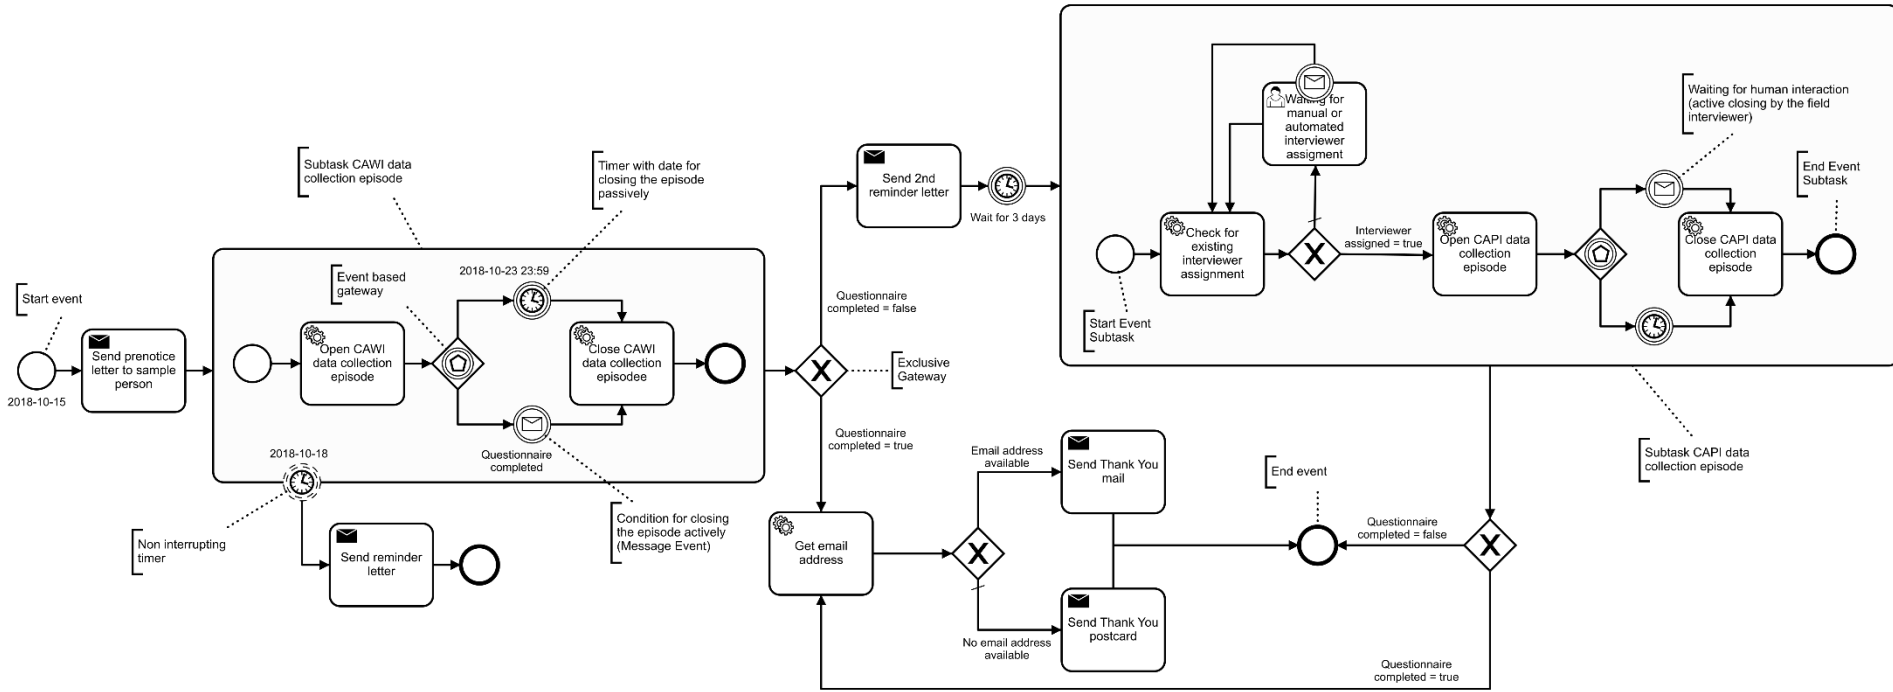 Start event
2018-10-15
Send prenotice
letter to sample
person
Subtask CAWI data
collection episode
Event based
gateway
Open CAWI
data collection
episode
2018-10-23 23:59
Timer with date for
closing the episode
passively
Close CAWI
data collection
episodee
Questionnaire
completed
2018-10-18
Non interrupting
timer
Send reminder
letter
Condition for closing
the episode actively
(Message Event)
Questionnaire
completed = false
X
Exclusive
Gateway
Questionnaire
completed = true
Send 2nd
reminder letter
Wait for 3 days
Start Event
Subtask
Check for
existing
interviewer
assignment
Waiting for
manual or
automated
interviewer
assigment
X
Interviewer
assigned = true
Open CAPI data
collection
episode
Waiting for human interaction
(active closing by the field
interviewer)
Close CAPI data
collection
episode
End Event
Subtask
Subtask CAPI data
collection episode
Get email
address
X
Email address
available
Send Thank You
mail
No email address
available
Send Thank You
postcard
End event
Questionnaire
completed = false
X
Questionnaire
completed = true